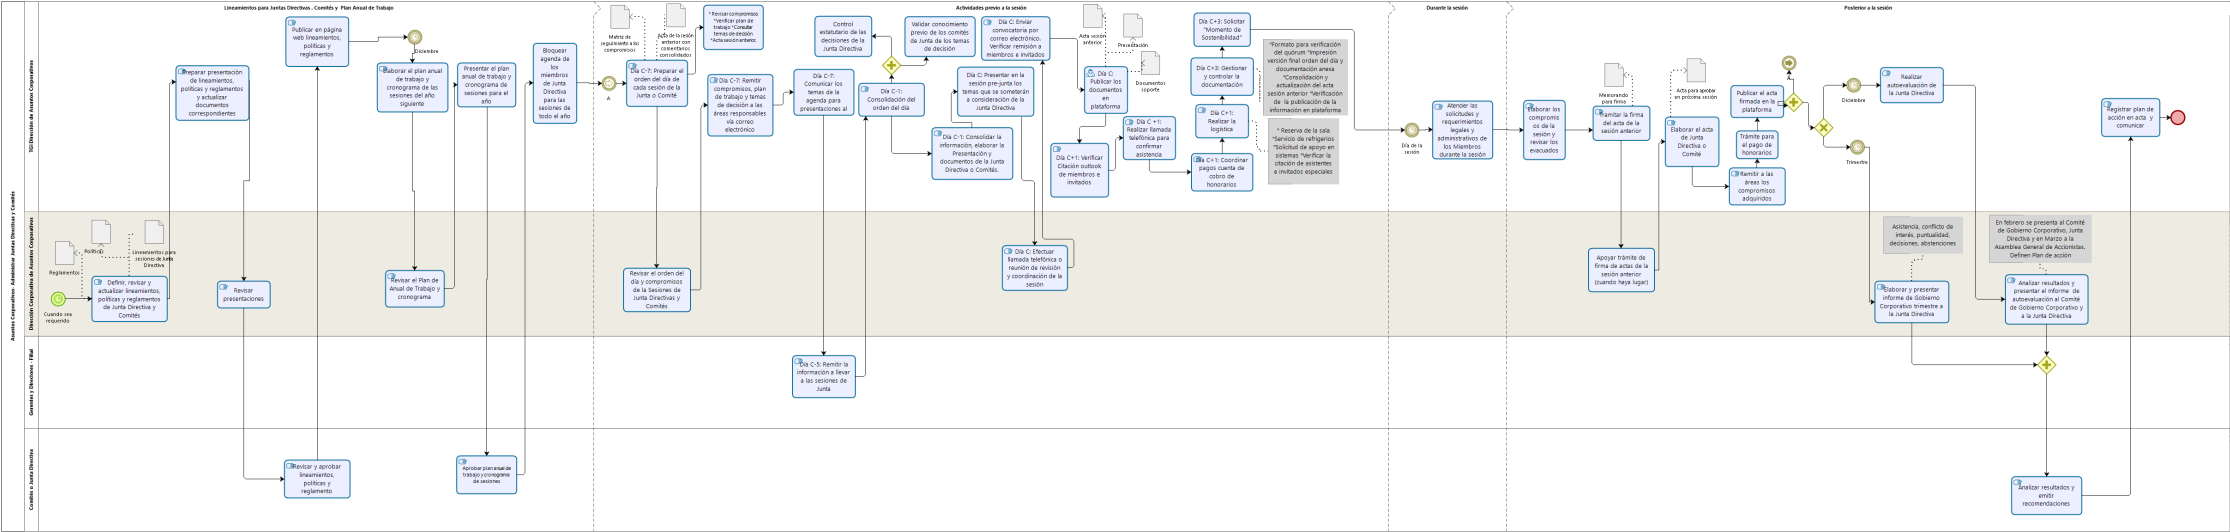 Lineamientos para Juntas Directivas , Comités y Plan Anual de Trabajo
Actividades previo a la sesión
Durante la sesión
Posterior a la sesión
Asuntos Corporativos- Administrar Juntas Directivas y Comités
TGI Dirección de Asuntos Corporativos
Preparar presentación
de lineamientos,
políticas y reglamentos
y actualizar
documentos
correspondientes
Publicar en página
web lineamientos,
políticas y
reglamentos
Diciembre
Elaborar el plan anual
de trabajo y
cronograma de las
sesiones del año
siguiente
Presentar el plan
anual de trabajo y
cronograma de
sesiones para el
año
Bloquear
agenda de
los
miembros
de Junta
Directiva
para las
sesiones de
todo el año
A
Matriz de
seguimiento a los
compromisos
Acta de la sesión
anterior con
comentarios
consolidados
Día C-7: Preparar el
orden del día de
cada sesión de la
Junta o Comité
* Revisar compromisos
*Verificar plan de
trabajo *Consultar
temas de decisión
*Acta sesión anterior.
Día C-7: Remitir
compromisos, plan
de trabajo y temas
de decisión a las
áreas responsables
vía correo
electrónico
Día C-7:
Comunicar los
temas de la
agenda para
presentaciones al
Control
estatutario de las
decisiones de la
Junta Directiva
Validar conocimiento
previo de los comités
de Junta de los temas
de decisión
Día C-1:
Consolidación del
orden del día
Día C-1: Consolidar la
información, elaborar la
Presentación y
documentos de la Junta
Directiva o Comités.
Día C: Presentar en la
sesión pre-junta los
temas que se someterán
a consideración de la
Junta Directiva
Día C: Enviar
convocatoria por
correo electrónico.
Verificar remisión a
miembros e invitados
Acta sesión
anterior
Presentación
Documentos
soporte
Día C:
Publicar los
documentos
en
plataforma
Día C+1: Verificar
Citación outlook
de miembros e
invitados
Día C +1:
Realizar llamada
telefónica para
confirmar
asistencia
Día C+1: Coordinar
pagos cuenta de
cobro de
honorarios
Día C+1:
Realizar la
logística
Día C+3: Gestionar
y controlar la
documentación
Día C+3: Solicitar
"Momento de
Sostenibilidad"
*Formato para verificación
del quórum *Impresión
versión final orden del día y
documentación anexa
*Consolidación y
actualización del acta
sesión anterior *Verificación
de la publicación de la
información en plataforma
* Reserva de la sala
*Servicio de refrigerios
*Solicitud de apoyo en
sistemas *Verificar la
citación de asistentes
e invitados especiales
Día de la
sesión
Atender las
solicitudes y
requerimientos
legales y
administrativos de
los Miembros
durante la sesión
Elaborar los
compromis
os de la
sesión y
revisar los
evacuados
Memorando
para firma
Tramitar la firma
del acta de la
sesión anterior
Acta para aprobar
en próxima sesión
Elaborar el acta
de Junta
Directiva o
Comité
Remitir a las
áreas los
compromisos
adquiridos
Trámite para
el pago de
honorarios
Publicar el acta
firmada en la
plataforma
A
Diciembre
Trimestre
Realizar
autoevaluación de
la Junta Directiva
Registrar plan de
acción en acta y
comunicar
Dirección Corporativa de Asuntos Corporativos
Reglamentos
Políticas
Lineamientos para
sesiones de Junta
Directiva
Cuando sea
requerido
Definir, revisar y
actualizar lineamientos,
políticas y reglamentos
de Junta Directiva y
Comités
Revisar
presentaciones
Revisar el Plan de
Anual de Trabajo y
cronograma
Revisar el orden del
día y compromisos
de la Sesiones de
Junta Directivas y
Comités
Día C: Efectuar
llamada telefónica o
reunión de revisión
y coordinación de la
sesión
Apoyar trámite de
firma de actas de la
sesión anterior
(cuando haya lugar)
Asistencia, conflicto de
interés, puntualidad,
decisiones, abstenciones
Elaborar y presentar
informe de Gobierno
Corporativo trimestre a
la Junta Directiva
En febrero se presenta al Comité
de Gobierno Corporativo, Junta
Directiva y en Marzo a la
Asamblea General de Accionistas.
Definen Plan de acción
Analizar resultados y
presentar el Informe de
autoevaluación al Comité
de Gobierno Corporativo y
a la Junta Directiva
Gerentes y Directores - Filial
Día C-5: Remitir la
información a llevar
a las sesiones de
Junta
Comités o Junta Directiva
Revisar y aprobar
lineamientos,
políticas y
reglamento
Aprobar plan anual de
trabajo y cronograma
de sesiones
Analizar resultados y
emitir
recomendaciones